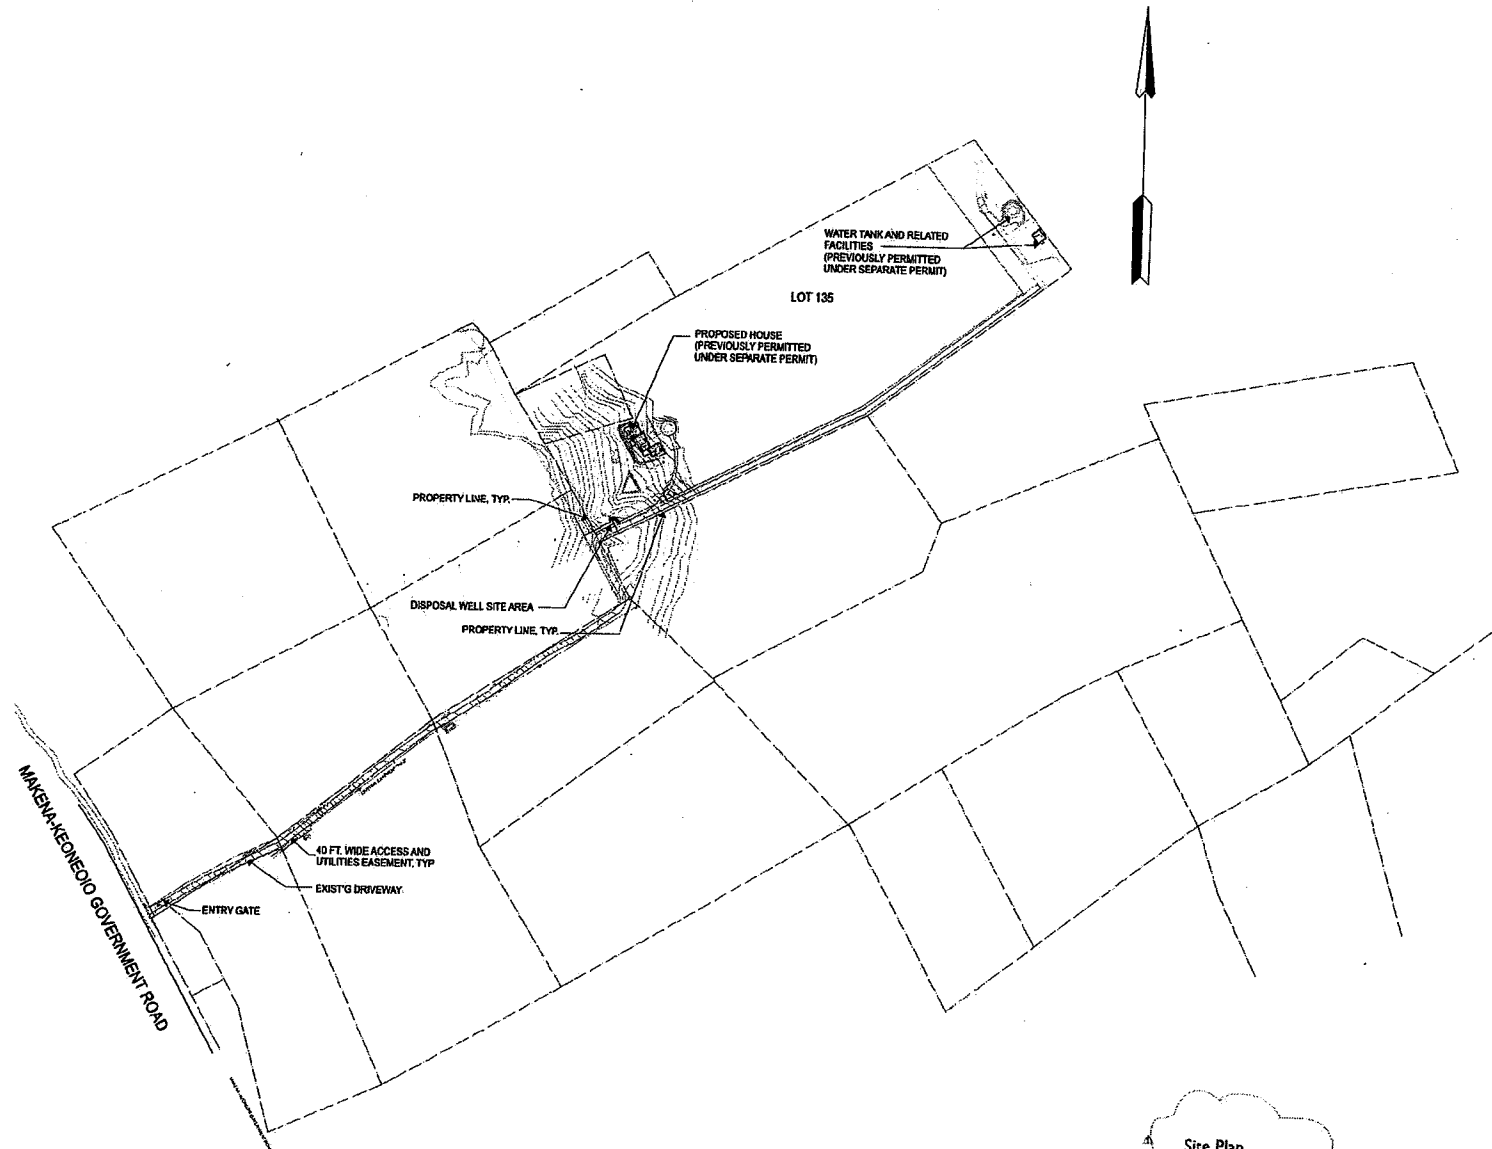 WATER TANK AND RELATED
FACILITIES
(PREVIOUSLY PERMITTED
UNDER SEPARATE PERMIT)
LOT 135
PROPOSED HOUSE
(PREVIOUSLY PERMITTED
UNDER SEPARATE PERMIT)
PROPERTY LINE, TYP.
DISPOSAL WELL SITE AREA
PROPERTY LINE, TYP.
40 FT. WIDE ACCESS AND
UTILITIES EASEMENT, TYP
EXIST'G DRIVEWAY
ENTRY GATE
MAKENA-KEONEOIO GOVERNMENT ROAD
Site Plan